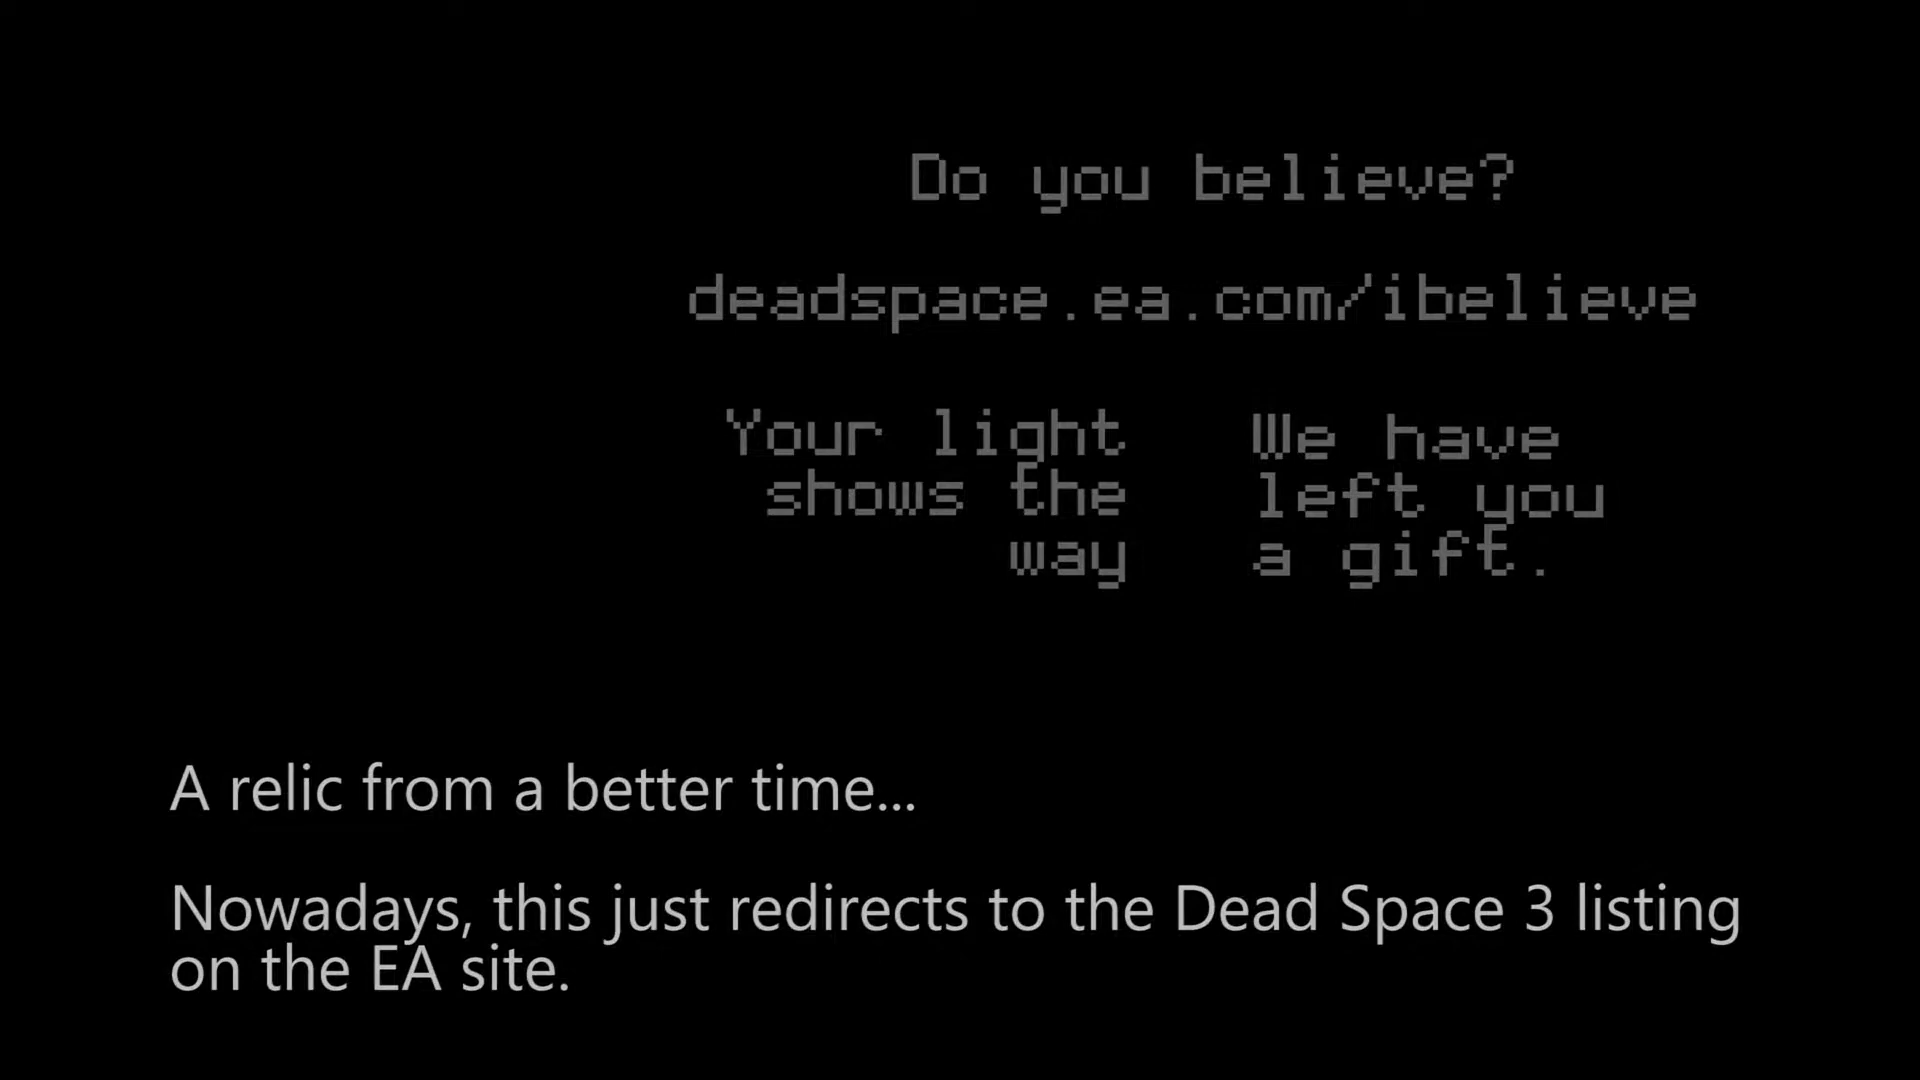 Do you believe?
deadspace.ea.com/ibelieve
Your light
shows the
way
We have
left you
a gift.
A relic from a better time...
Nowadays, this just redirects to the Dead Space 3 listing
on the EA site.